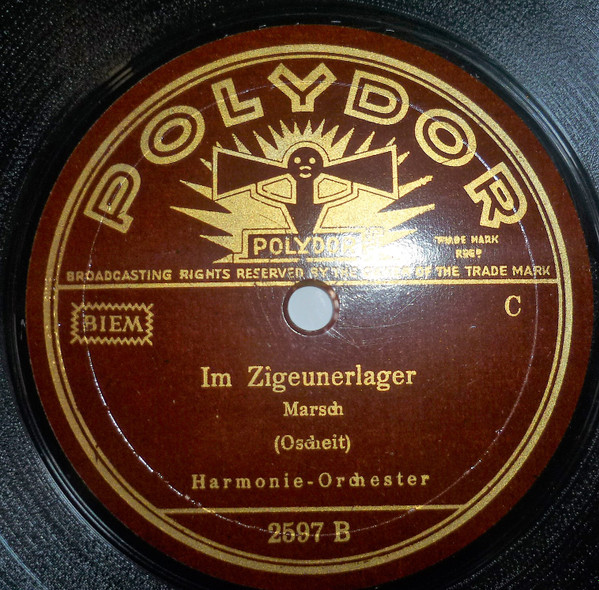 POLYDOR
POLYDOR
TRADE MARK
REGD
BROADCASTING RIGHTS RESERVED BY THE OF THE TRADE MARK
BIEM
C
Im Zigeunerlager
Marsch
(Oscheit)
Harmonie-Orchester
2597 B